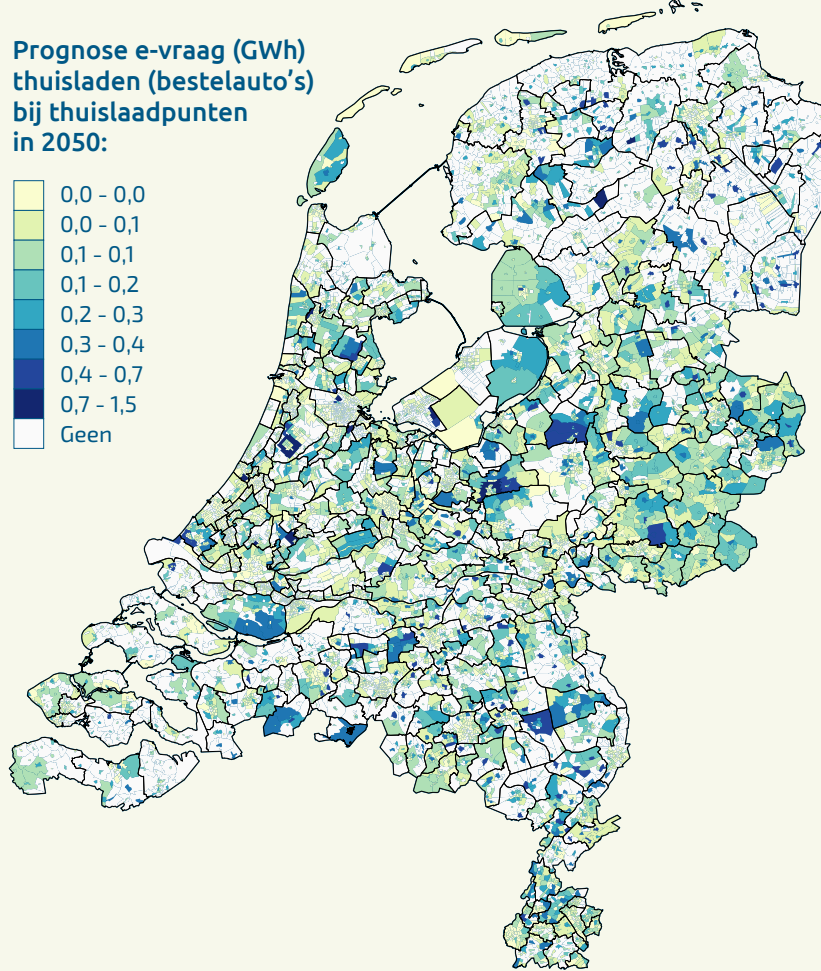 Prognose e-vraag (GWh)
thuisladen (bestelauto’s)
bij thuislaadpunten
in 2050:
0,0 - 0,0
0,0 - 0,1
0,1 - 0,1
0,1 - 0,2
0,2 - 0,3
0,3 - 0,4
0,4 - 0,7
0,7 - 1,5
Geen